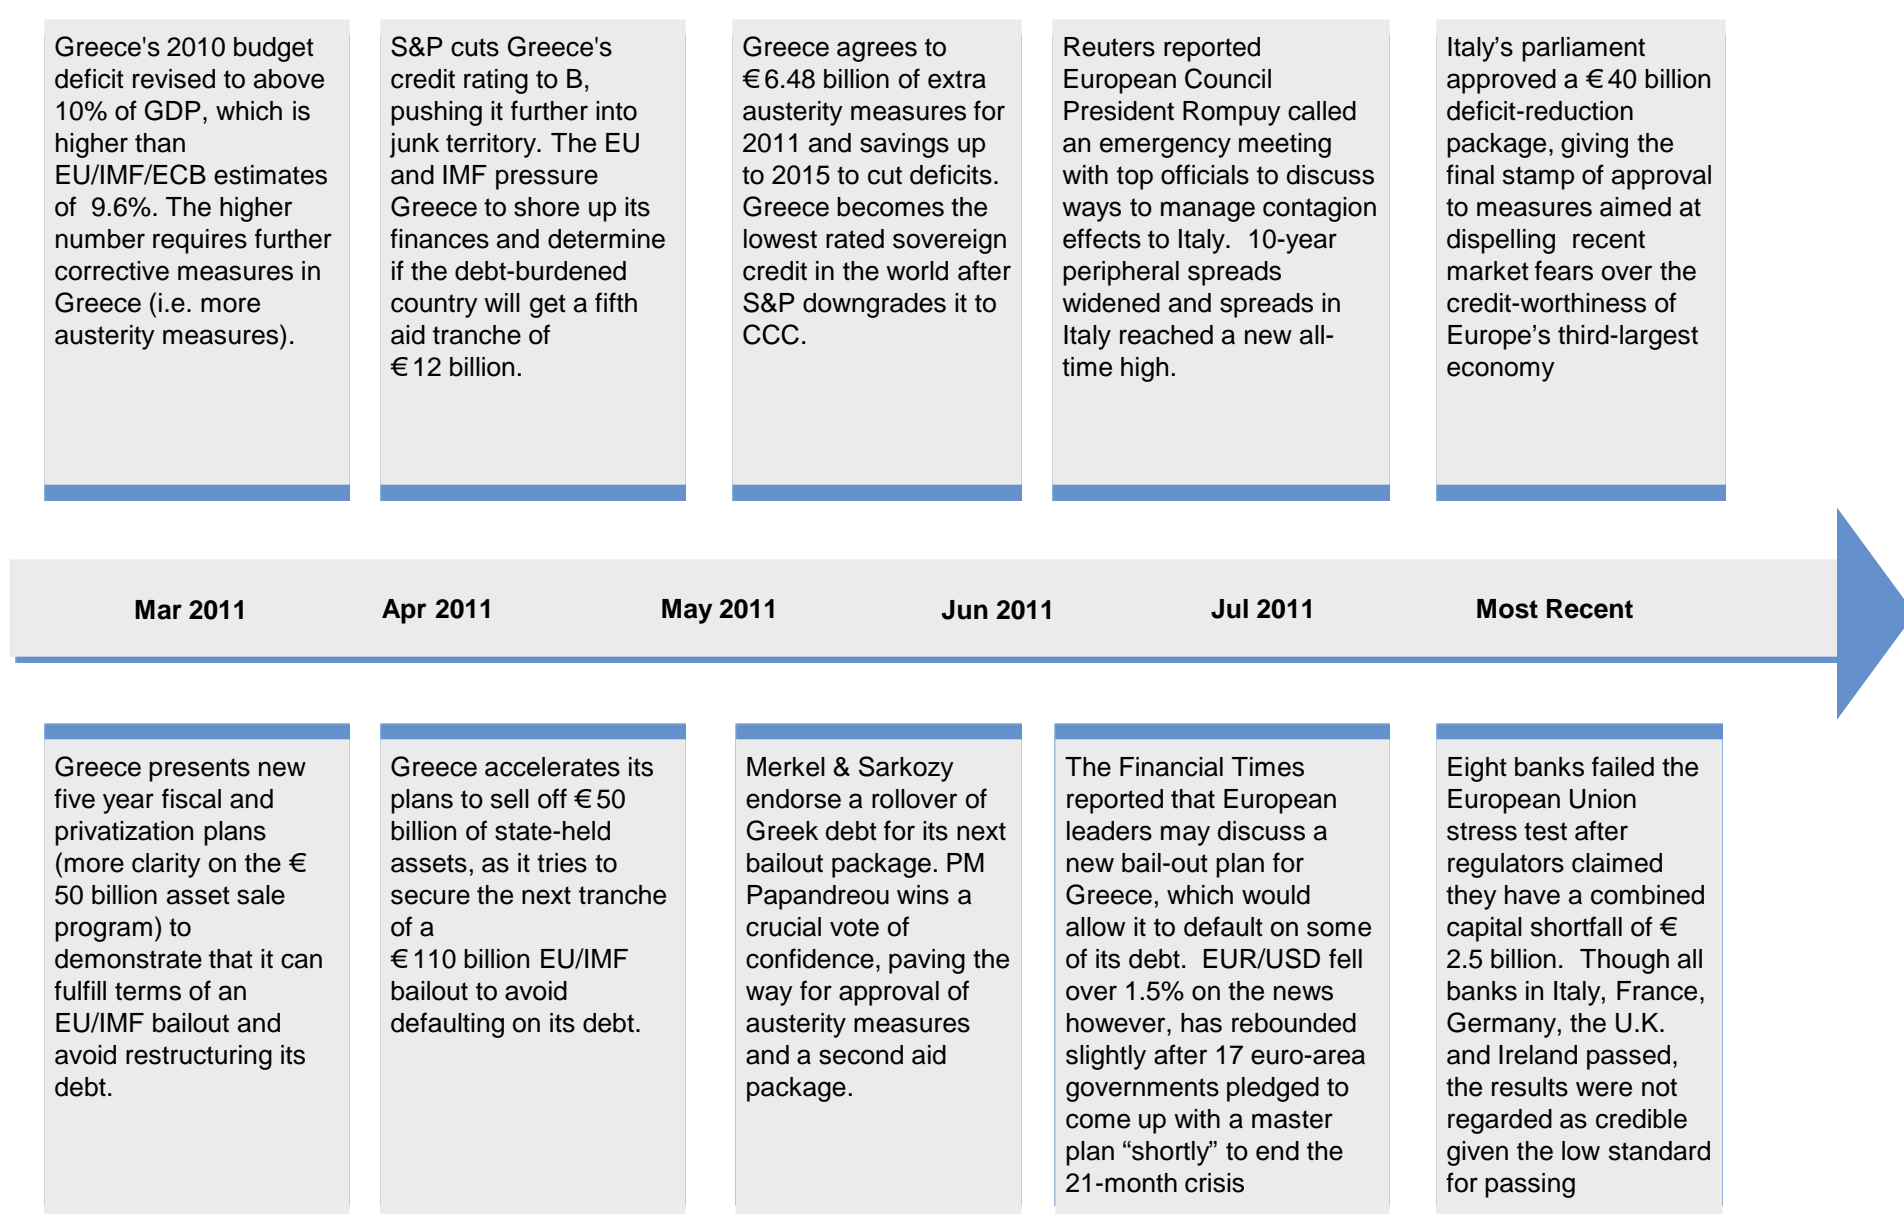 Greece's 2010 budget
deficit revised to above
10% of GDP, which is
higher than
EU/IMF/ECB estimates
of 9.6%. The higher
number requires further
corrective measures in
Greece (i.e. more
austerity measures).
S&P cuts Greece's
credit rating to B,
pushing it further into
junk territory. The EU
and IMF pressure
Greece to shore up its
finances and determine
if the debt-burdened
country will get a fifth
aid tranche of
€12 billion.
Greece agrees to
€6.48 billion of extra
austerity measures for
2011 and savings up
to 2015 to cut deficits.
Greece becomes the
lowest rated sovereign
credit in the world after
S&P downgrades it to
CCC.
Reuters reported
European Council
President Rompuy called
an emergency meeting
with top officials to discuss
ways to manage contagion
effects to Italy. 10-year
peripheral spreads
widened and spreads in
Italy reached a new all-
time high.
Italy’s parliament
approved a €40 billion
deficit-reduction
package, giving the
final stamp of approval
to measures aimed at
dispelling recent
market fears over the
credit-worthiness of
Europe’s third-largest
economy
Mar 2011 Apr 2011 May 2011 Jun 2011 Jul 2011 Most Recent
Greece presents new
five year fiscal and
privatization plans
(more clarity on the €
50 billion asset sale
program) to
demonstrate that it can
fulfill terms of an
EU/IMF bailout and
avoid restructuring its
debt.
Greece accelerates its
plans to sell off €50
billion of state-held
assets, as it tries to
secure the next tranche
of a
€110 billion EU/IMF
bailout to avoid
defaulting on its debt.
Merkel & Sarkozy
endorse a rollover of
Greek debt for its next
bailout package. PM
Papandreou wins a
crucial vote of
confidence, paving the
way for approval of
austerity measures
and a second aid
package.
The Financial Times
reported that European
leaders may discuss a
new bail-out plan for
Greece, which would
allow it to default on some
of its debt. EUR/USD fell
over 1.5% on the news
however, has rebounded
slightly after 17 euro-area
governments pledged to
come up with a master
plan “shortly” to end the
21-month crisis
Eight banks failed the
European Union
stress test after
regulators claimed
they have a combined
capital shortfall of €
2.5 billion. Though all
banks in Italy, France,
Germany, the U.K.
and Ireland passed,
the results were not
regarded as credible
given the low standard
for passing